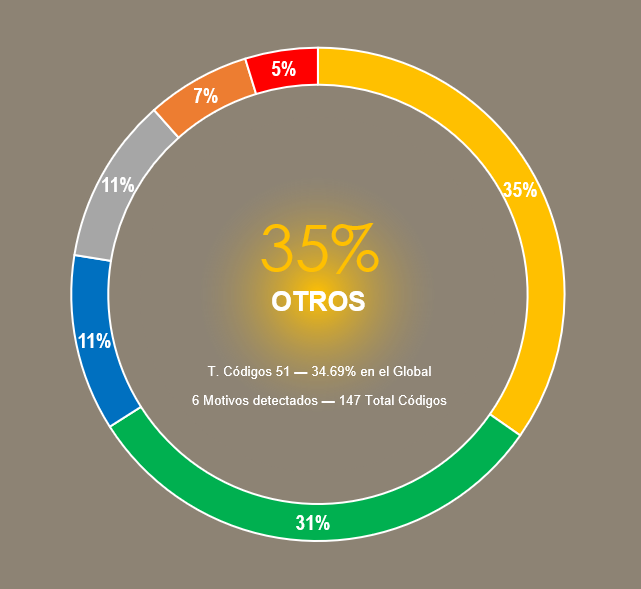 5%
7%
11%
35%
35%
OTROS
11%
T. Códigos 51 — 34.69% en el Global
6 Motivos detectados — 147 Total Códigos
31%